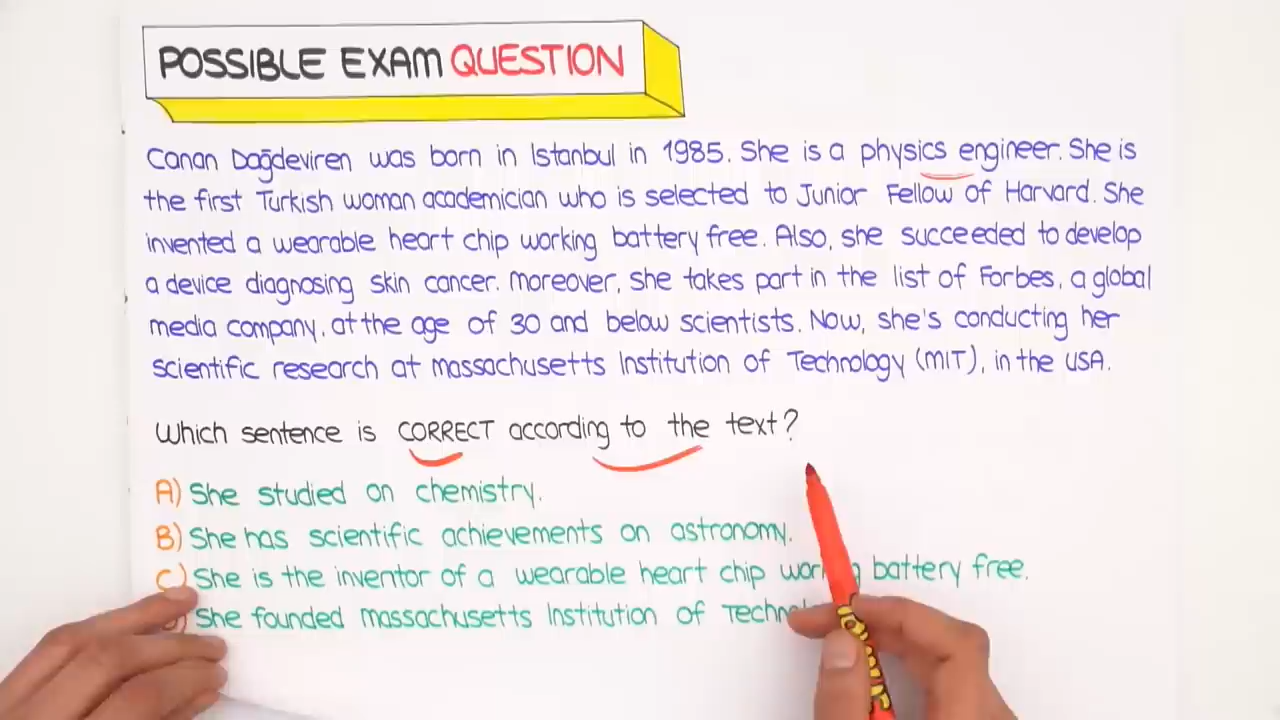 POSSIBLE EXAM QUESTION
Canan Dağdeviren was born in Istanbul in 1985. She is a physics engineer. She is
the first Turkish woman academician who is selected to Junior Fellow of Harvard. She
invented a wearable heart chip working battery free. Also, she succeeded to develop
a device diagnosing skin cancer. Moreover, she takes part in the list of Forbes, a global
media company, at the age of 30 and below scientists. Now, she's conducting her
scientific research at Massachusetts Institution of Technology (MIT), in the USA.
Which sentence is CORRECT according to the text?
A) She studied on chemistry.
B) She has scientific achievements on astronomy.
C) She is the inventor of a wearable heart chip battery free.
She founded Massachusetts Institution of